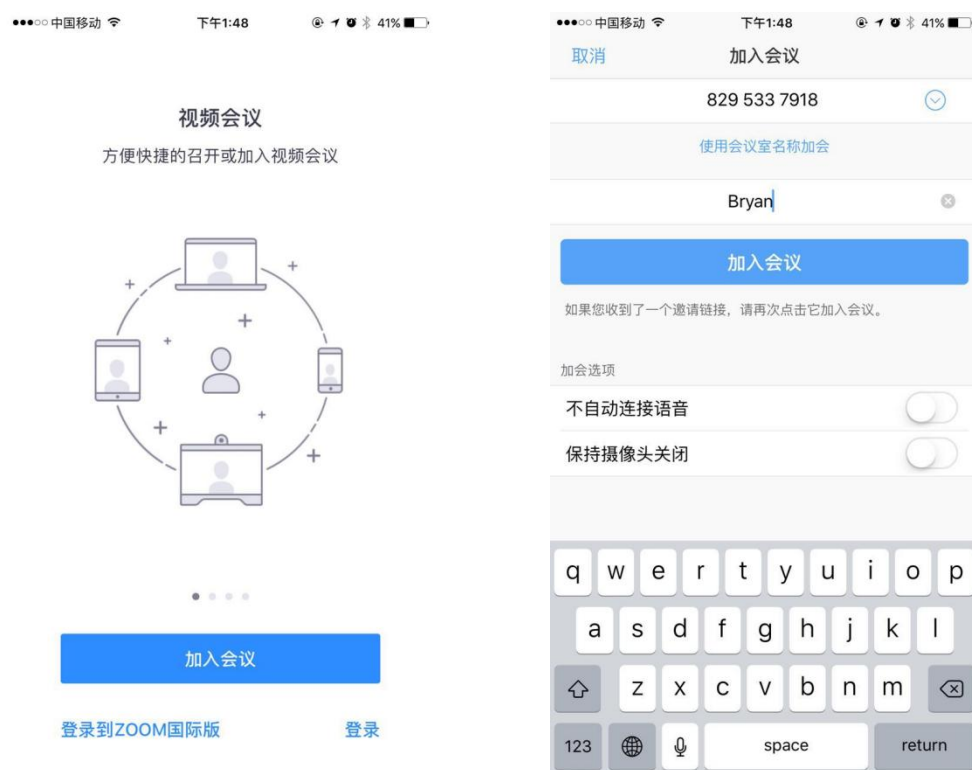 中国移动 下午1:48 41%
视频会议
方便快捷的召开或加入视频会议
加入会议
登录到ZOOM国际版 登录
中国移动 下午1:48 41%
取消 加入会议
829 533 7918
使用会议室名称加会
Bryan
加入会议
如果您收到了一个邀请链接，请再次点击它加入会议。
加会选项
不自动连接语音
保持摄像头关闭
q w e r t y u i o p
a s d f g h j k l
z x c v b n m
123 space return